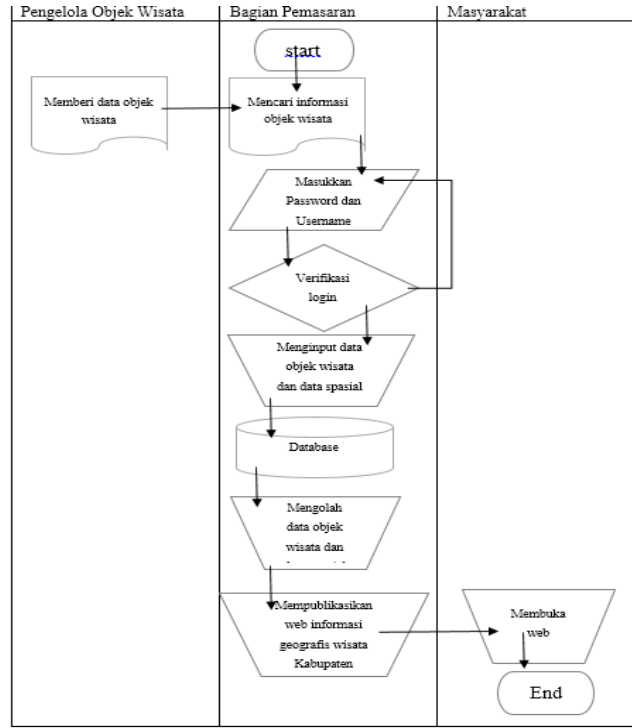 Pengelola Objek Wisata
Bagian Pemasaran
Masyarakat
start
Memberi data objek
wisata
Mencari informasi
objek wisata
Masukkan
Password dan
Username
Verifikasi
login
Menginput data
objek wisata
dan data spasial
Database
Mengolah
data objek
wisata dan
Mempublikasikan
web informasi
geografis wisata
Kabupaten
Membuka
web
End